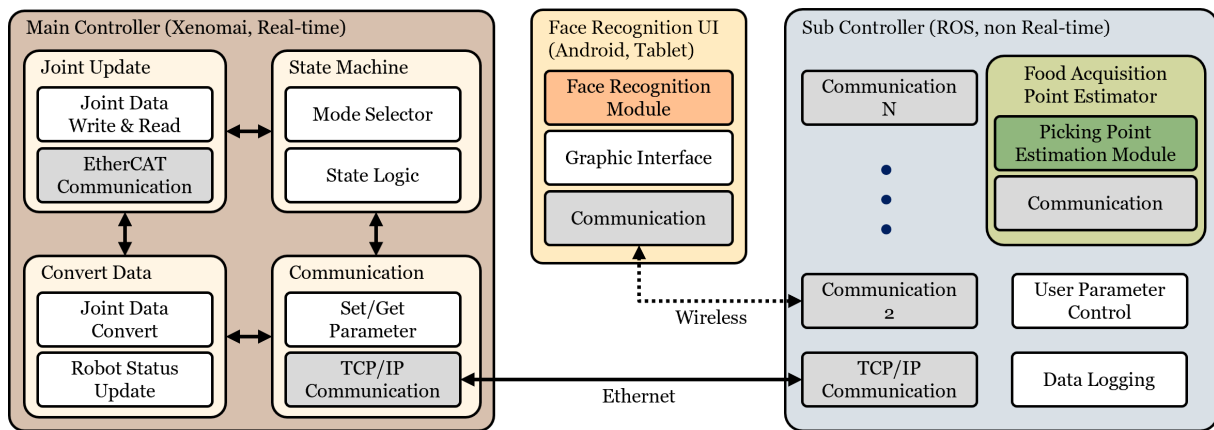 Main Controller (Xenomai, Real-time)
Joint Update
Joint Data
Write & Read
EtherCAT
Communication
State Machine
Mode Selector
State Logic
Convert Data
Joint Data
Convert
Robot Status
Update
Communication
Set/Get
Parameter
TCP/IP
Communication
Face Recognition UI
(Android, Tablet)
Face Recognition
Module
Graphic Interface
Communication
Wireless
Ethernet
Sub Controller (ROS, non Real-time)
Communication
N
Food Acquisition
Point Estimator
Picking Point
Estimation Module
Communication
Communication
2
User Parameter
Control
TCP/IP
Communication
Data Logging